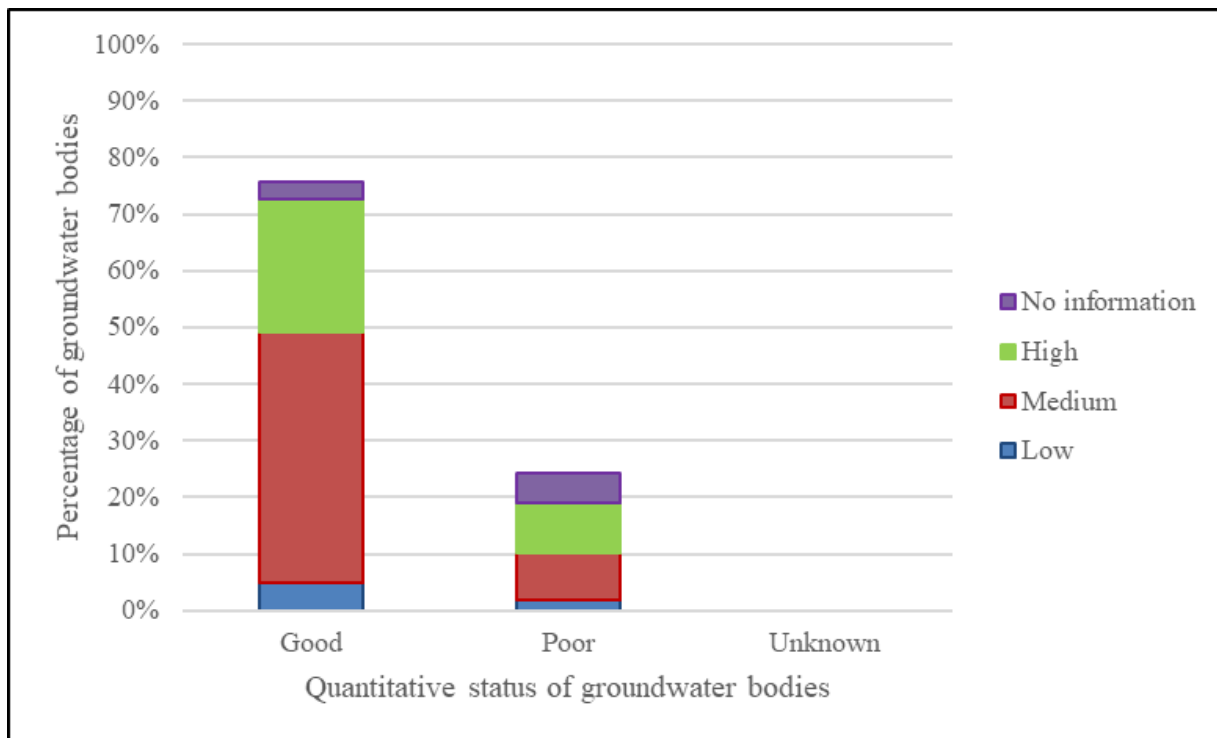 100%
90%
80%
70%
60%
50%
40%
30%
20%
10%
0%
Percentage of groundwater bodies
Good Poor Unknown
Quantitative status of groundwater bodies
No information
High
Medium
Low